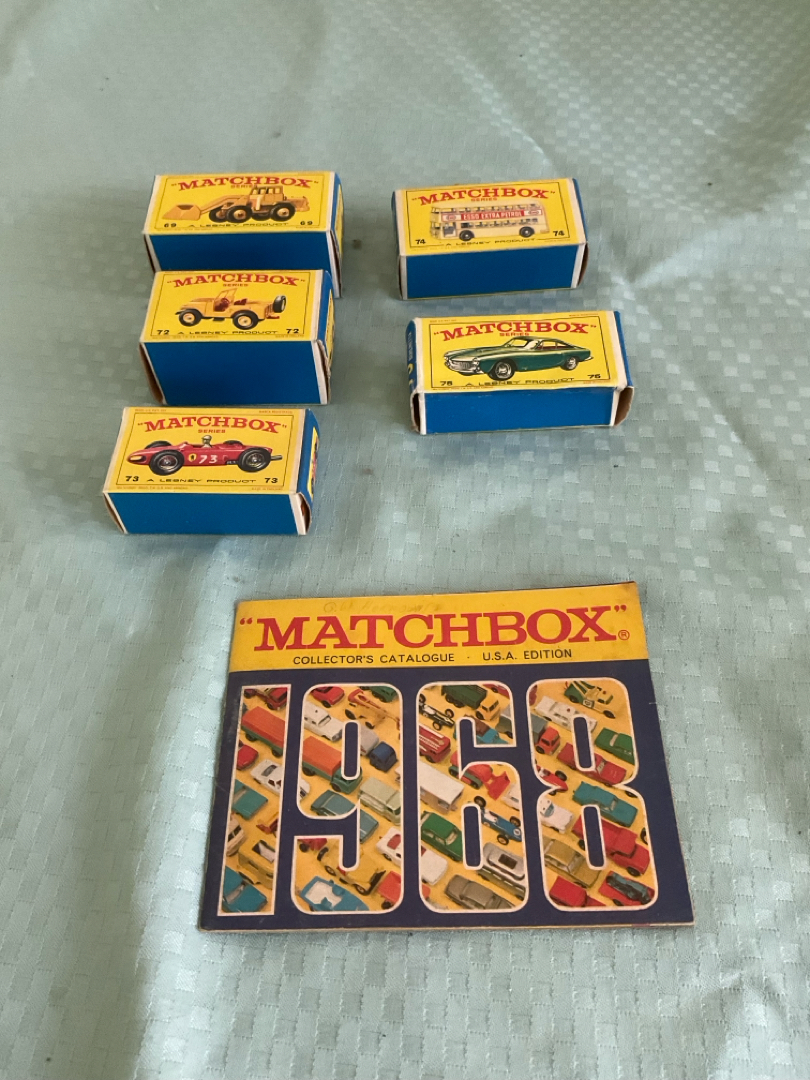 "MATCHBOX"
SERIES
69 69
A LESNEY PRODUCT
"MATCHBOX"
SERIES
ESSO EXTRA PETROL
74 74
A LESNEY PRODUCT
"MATCHBOX"
SERIES
72 72
A LESNEY PRODUCT
"MATCHBOX"
SERIES
75 75
A LESNEY PRODUCT
"MATCHBOX"
SERIES
73
73 73
A LESNEY PRODUCT
"MATCHBOX"®
COLLECTOR'S CATALOGUE · U.S.A. EDITION
1968